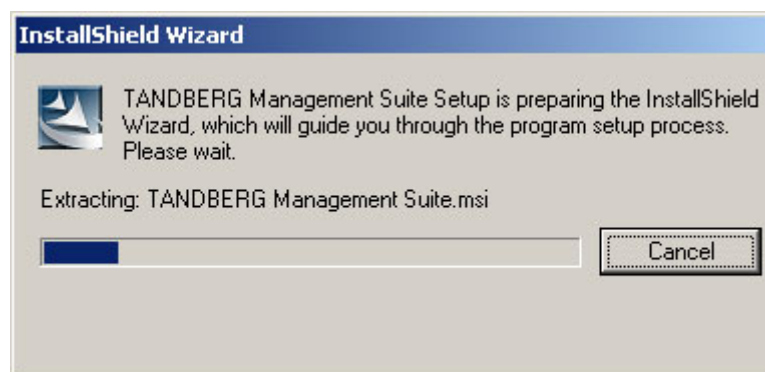 InstallShield Wizard
TANDBERG Management Suite Setup is preparing the InstallShield
Wizard, which will guide you through the program setup process.
Please wait.
Extracting: TANDBERG Management Suite.msi
Cancel